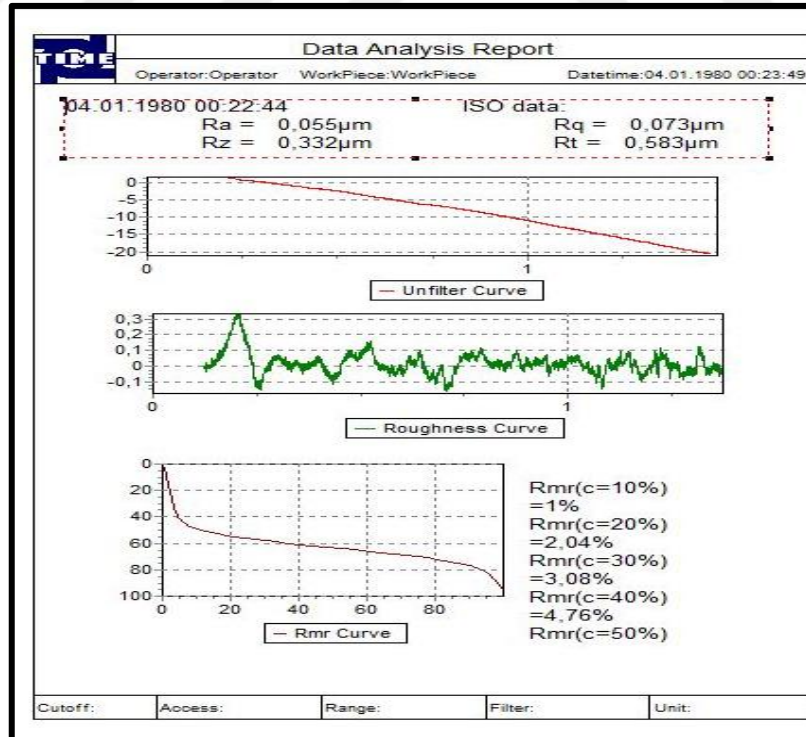 TIME
Data Analysis Report
Operator:Operator WorkPiece:WorkPiece Datetime:04.01.1980 00:23:49
04.01.1980 00:22:44 ISO data:
Ra = 0,055µm Rq = 0,073µm
Rz = 0,332µm Rt = 0,583µm
0
-5
-10
-15
-20
0 1
Unfilter Curve
0,3
0,2
0,1
0
-0,1
0 1
Roughness Curve
0
20
40
60
80
100
0 20 40 60 80
Rmr Curve
Rmr(c=10%)
=1%
Rmr(c=20%)
=2,04%
Rmr(c=30%)
=3,08%
Rmr(c=40%)
=4,76%
Rmr(c=50%)
Cutoff: Access: Range: Filter: Unit: